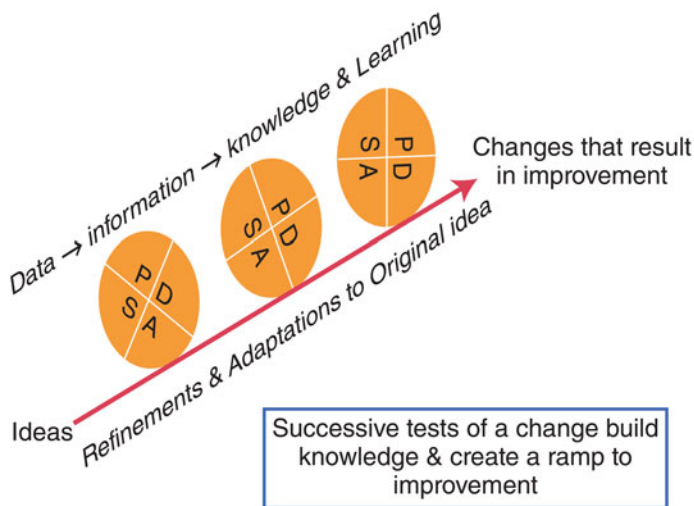 Data → information → knowledge & Learning
P D
S A
P D
S A
P D
S A
Changes that result
in improvement
Refinements & Adaptations to Original idea
Ideas
Successive tests of a change build
knowledge & create a ramp to
improvement